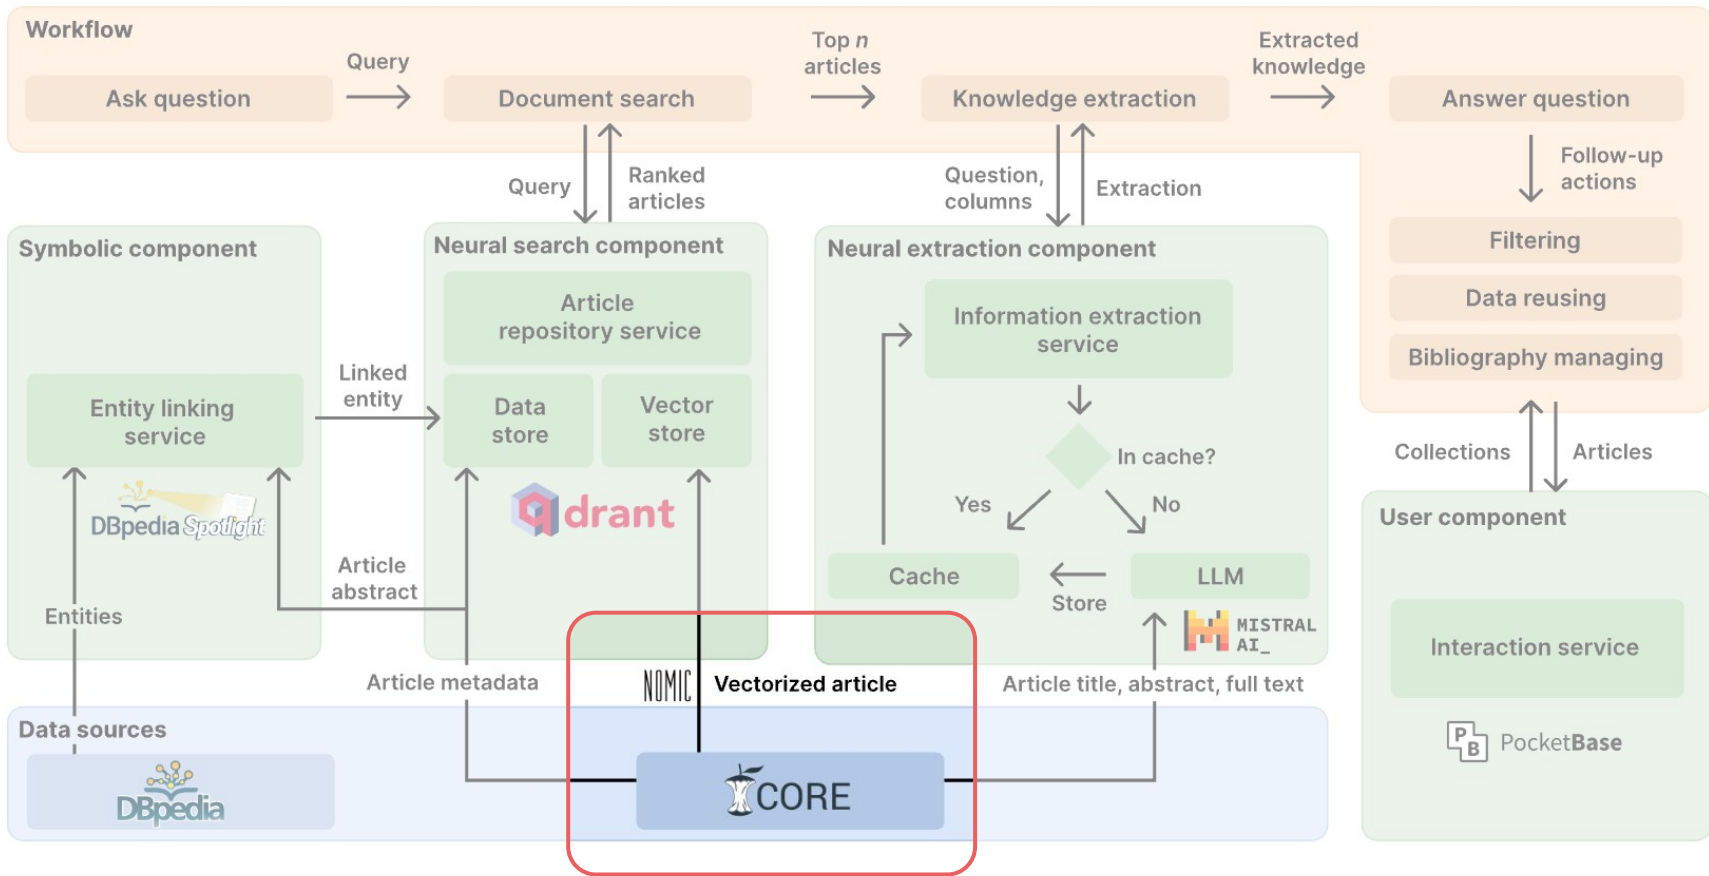 Workflow
Ask question
Query
Document search
Top n
articles
Knowledge extraction
Extracted
knowledge
Answer question
Query
Ranked
articles
Question,
columns
Extraction
Follow-up
actions
Filtering
Data reusing
Bibliography managing
Symbolic component
Entity linking
service
DBpedia Spotlight
Linked
entity
Neural search component
Article
repository service
Data
store
Vector
store
qdrant
Article
abstract
Entities
Neural extraction component
Information extraction
service
In cache?
Yes
No
Cache
Store
LLM
MISTRAL
AI_
Collections
Articles
User component
Interaction service
PB PocketBase
Article metadata
NOMIC
Vectorized article
Article title, abstract, full text
Data sources
DBpedia
CORE